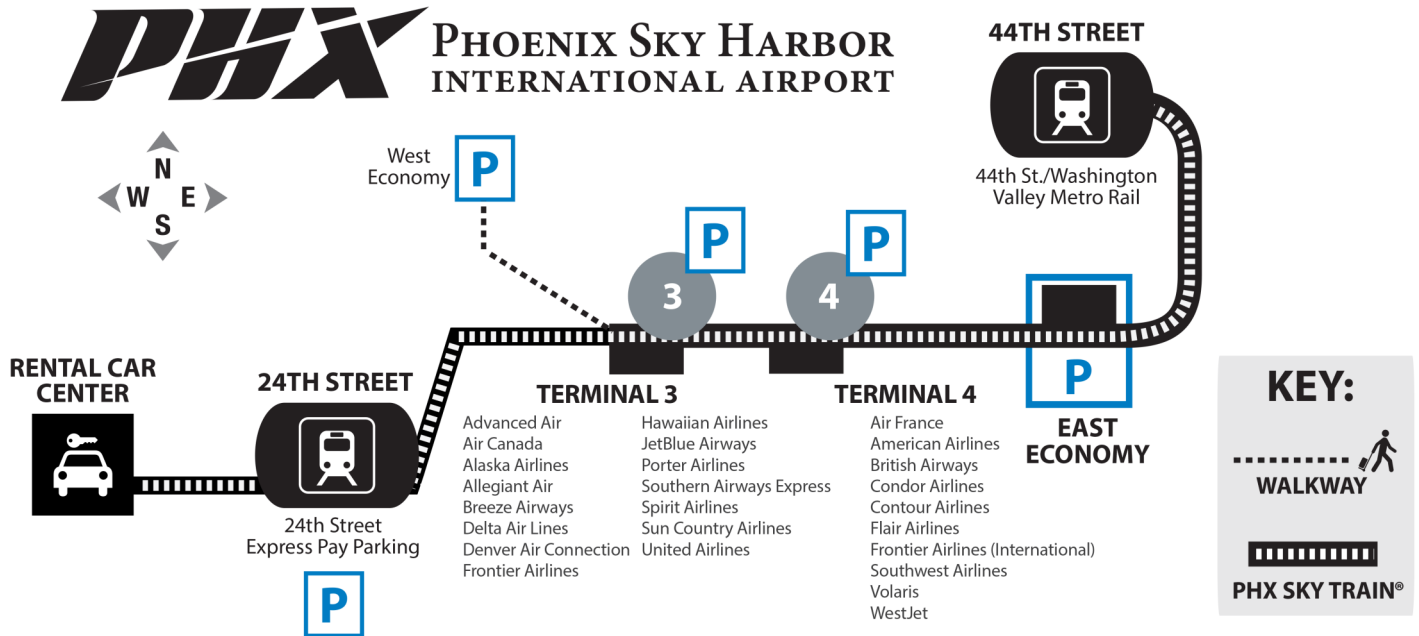 PHX
PHOENIX SKY HARBOR
INTERNATIONAL AIRPORT
N
W E
S
West
Economy
P
P
P
3
4
44TH STREET
44th St./Washington
Valley Metro Rail
RENTAL CAR
CENTER
24TH STREET
24th Street
Express Pay Parking
P
TERMINAL 3
Advanced Air
Air Canada
Alaska Airlines
Allegiant Air
Breeze Airways
Delta Air Lines
Denver Air Connection
Frontier Airlines
Hawaiian Airlines
JetBlue Airways
Porter Airlines
Southern Airways Express
Spirit Airlines
Sun Country Airlines
United Airlines
TERMINAL 4
Air France
American Airlines
British Airways
Condor Airlines
Contour Airlines
Flair Airlines
Frontier Airlines (International)
Southwest Airlines
Volaris
WestJet
P
EAST
ECONOMY
KEY:
WALKWAY
PHX SKY TRAIN®